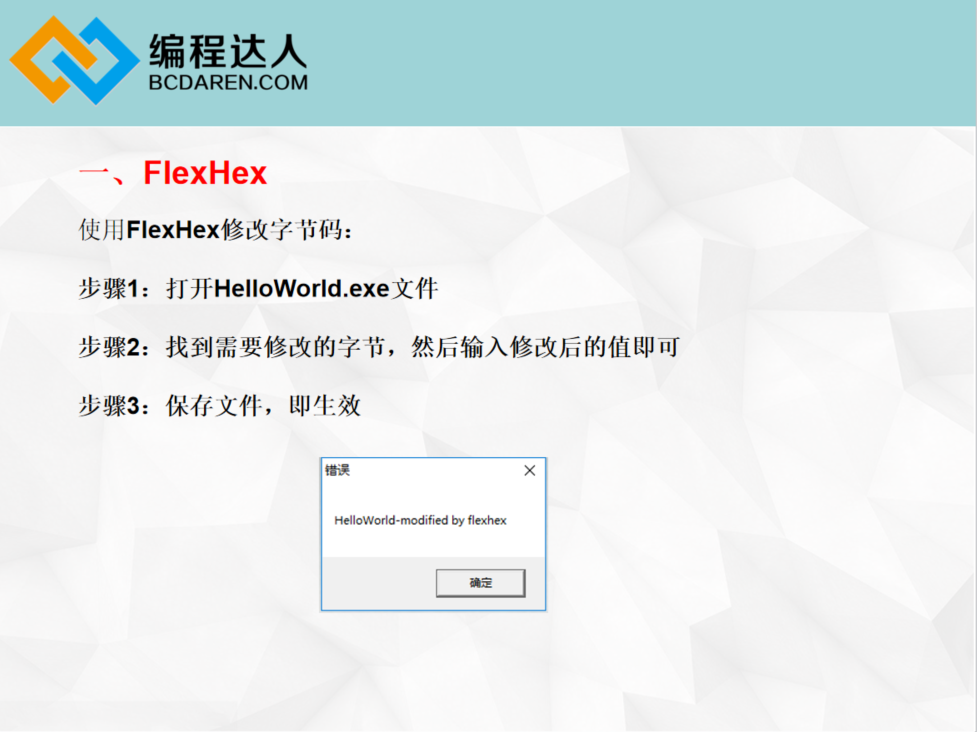 编程达人
BCDAREN.COM
一、FlexHex
使用FlexHex修改字节码：
步骤1：打开HelloWorld.exe文件
步骤2：找到需要修改的字节，然后输入修改后的值即可
步骤3：保存文件，即生效
错误
HelloWorld-modified by flexhex
确定